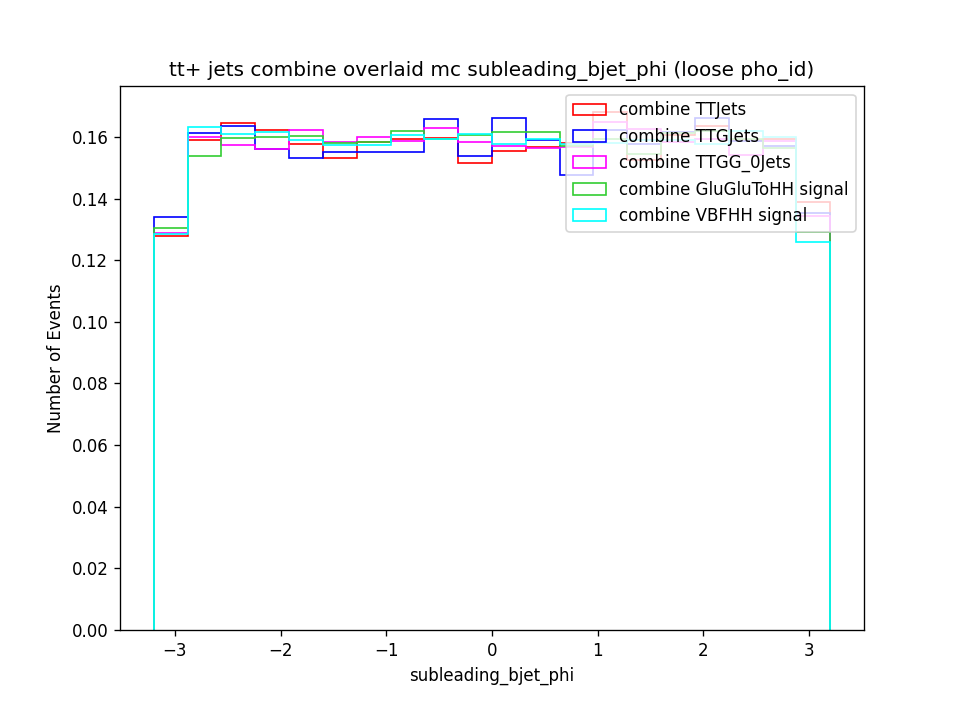 tt+ jets combine overlaid mc subleading_bjet_phi (loose pho_id)
combine TTJets
combine TTGJets
combine TTGG_0Jets
combine GluGluToHH signal
combine VBFHH signal
0.16
0.14
0.12
0.10
0.08
0.06
0.04
0.02
0.00
Number of Events
−3 −2 −1 0 1 2 3
subleading_bjet_phi